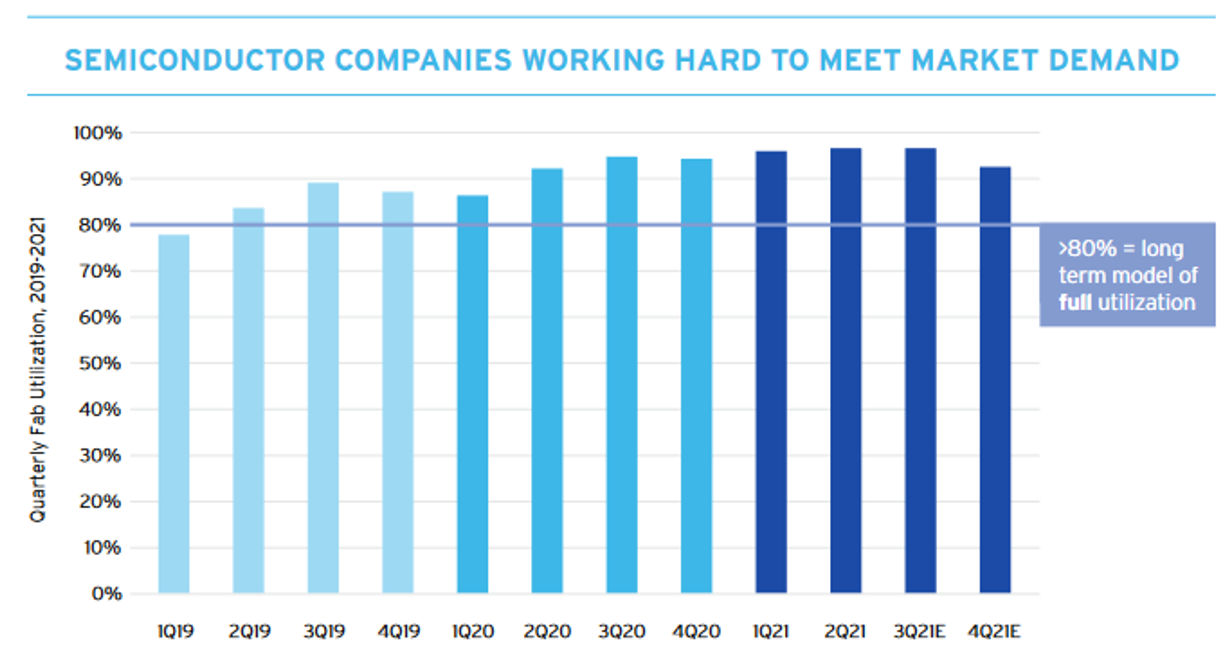 SEMICONDUCTOR COMPANIES WORKING HARD TO MEET MARKET DEMAND
Quarterly Fab Utilization, 2019-2021
100%
90%
80%
70%
60%
50%
40%
30%
20%
10%
0%
>80% = long
term model of
full utilization
1Q19 2Q19 3Q19 4Q19 1Q20 2Q20 3Q20 4Q20 1Q21 2Q21 3Q21E 4Q21E